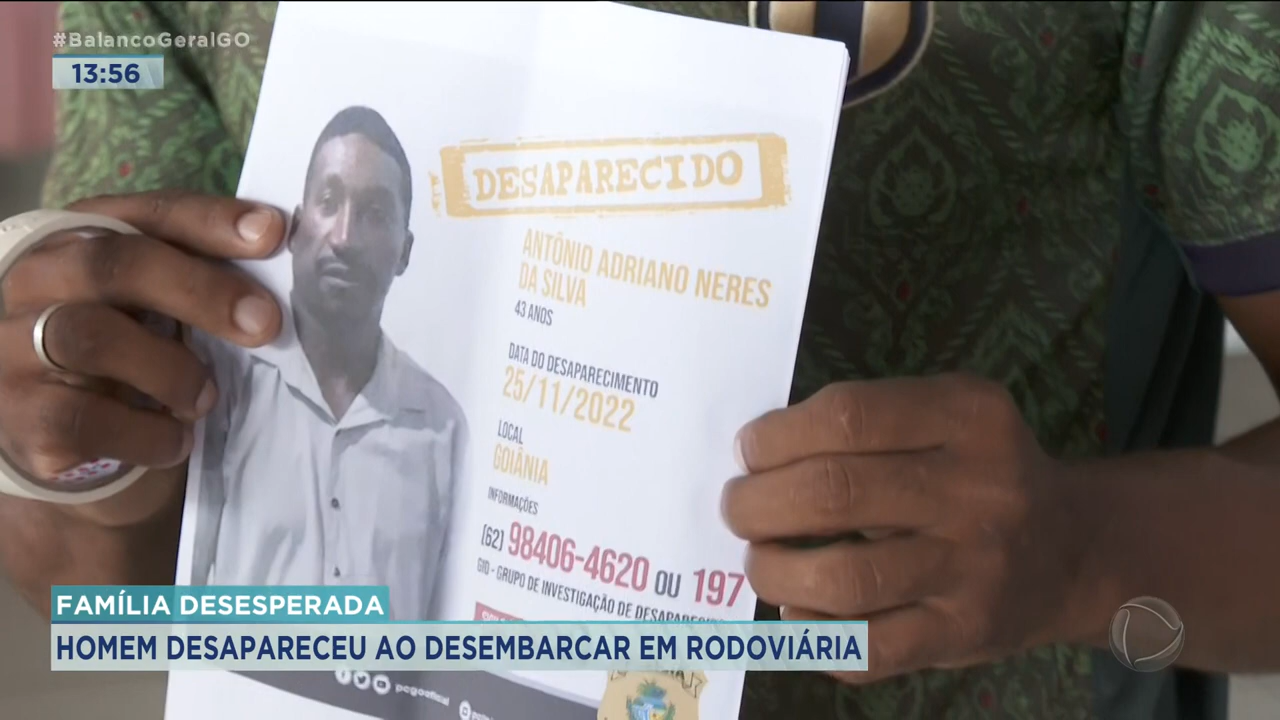 #BalancoGeralGO
13:56
DESAPARECIDO
ANTÔNIO ADRIANO NERES
DA SILVA
43 ANOS
DATA DO DESAPARECIMENTO
25/11/2022
LOCAL
GOIÂNIA
INFORMAÇÕES
(62) 98406-4620 OU 197
GID - GRUPO DE INVESTIGAÇÃO DE
FAMÍLIA DESESPERADA
HOMEM DESAPARECEU AO DESEMBARCAR EM RODOVIÁRIA
pcgooficial